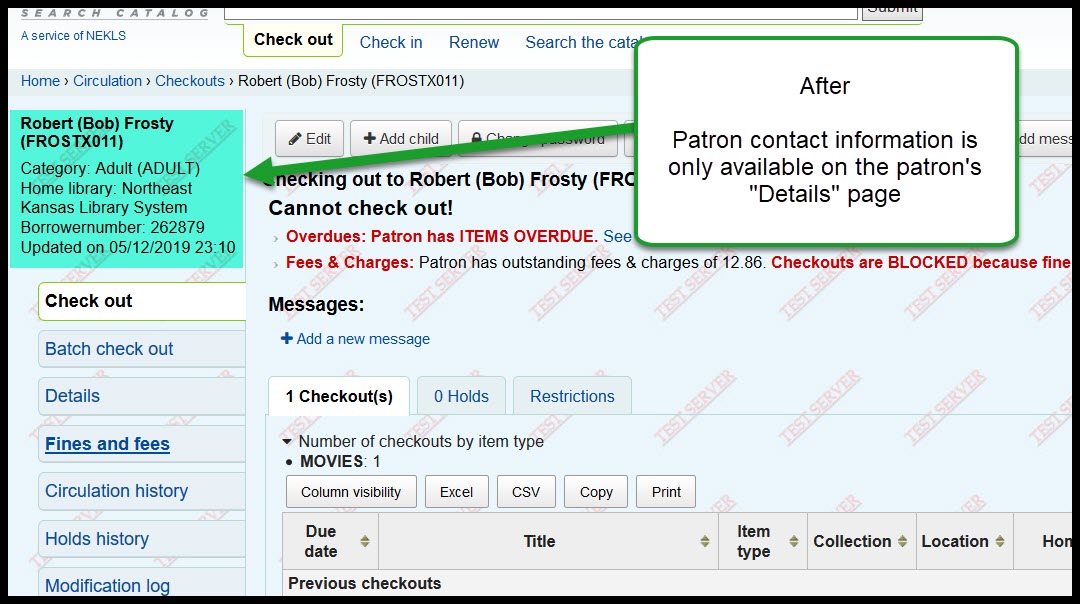 SEARCH CATALOG
Submit
A service of NEKLS
Check out
Check in
Renew
Search the cata
Home › Circulation › Checkouts › Robert (Bob) Frosty (FROSTX011)
After
Patron contact information is
only available on the patron's
"Details" page
Robert (Bob) Frosty
(FROSTX011)
Category: Adult (ADULT)
Home library: Northeast
Kansas Library System
Borrowernumber: 262879
Updated on 05/12/2019 23:10
Edit
Add child
Change password
dd mess
hecking out to Robert (Bob) Frosty (FRO
Cannot check out!
Overdues: Patron has ITEMS OVERDUE. See
Fees & Charges: Patron has outstanding fees & charges of 12.86. Checkouts are BLOCKED because fine
Messages:
Add a new message
Check out
Batch check out
Details
Fines and fees
Circulation history
Holds history
Modification log
1 Checkout(s)
0 Holds
Restrictions
Number of checkouts by item type
MOVIES: 1
Column visibility
Excel
CSV
Copy
Print
Due
date
Title
Item
type
Collection
Location
Hom
Previous checkouts
TEST SERVER